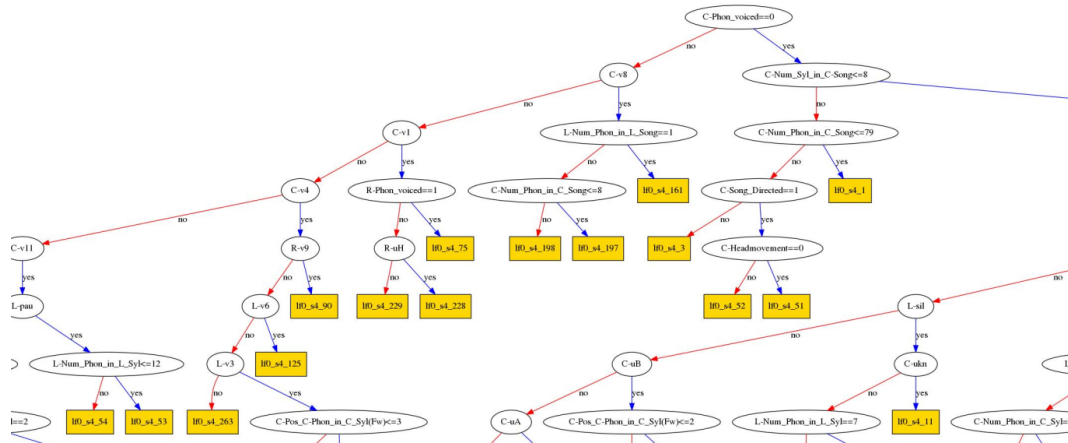 C-Phon_voiced==0
no
yes
C-v8
C-Num_Syl_in_C-Song<=8
no
yes
no
C-v1
L-Num_Phon_in_L_Song==1
C-Num_Phon_in_C_Song<=79
no
yes
no
yes
no
yes
C-v4
R-Phon_voiced==1
C-Num_Phon_in_C_Song<=8
lf0_s4_161
C-Song_Directed==1
lf0_s4_1
no
yes
no
yes
no
yes
no
yes
C-v11
R-v9
R-uH
lf0_s4_75
lf0_s4_198
lf0_s4_197
lf0_s4_3
C-Headmovement==0
yes
no
yes
no
yes
no
yes
no
L-pau
L-v6
lf0_s4_90
lf0_s4_229
lf0_s4_228
lf0_s4_52
lf0_s4_51
L-sil
yes
no
yes
no
yes
L-Num_Phon_in_L_Syl<=12
L-v3
lf0_s4_125
C-uB
C-ukn
no
yes
no
yes
no
yes
no
yes
l==2
lf0_s4_54
lf0_s4_53
lf0_s4_263
C-Pos_C-Phon_in_C_Syl(Fw)<=3
C-uA
C-Pos_C-Phon_in_C_Syl(Fw)<=2
L-Num_Phon_in_L_Syl==7
lf0_s4_11
C-Num_Phon_in_C_S